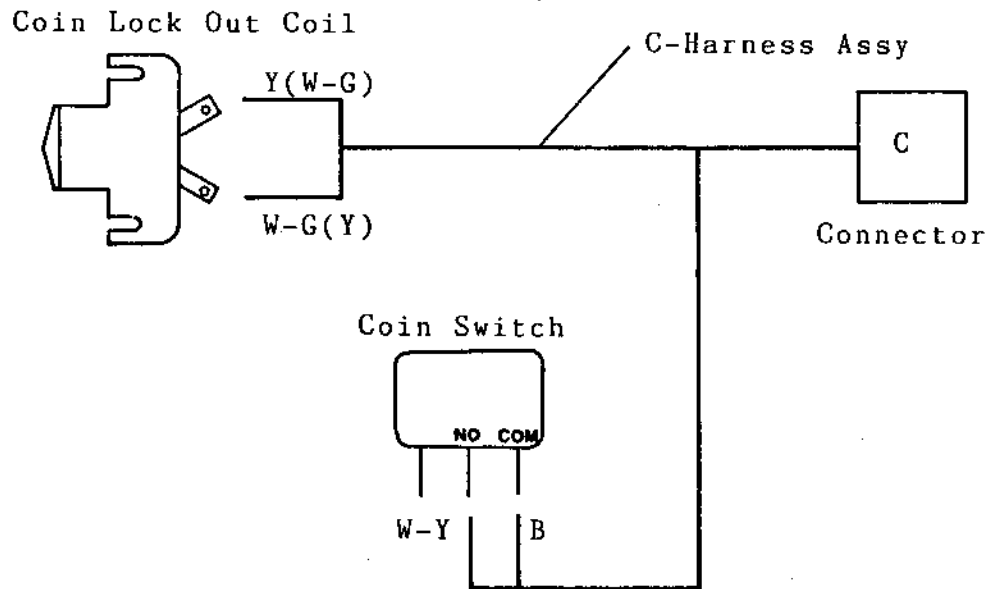 Coin Lock Out Coil
C-Harness Assy
Y(W-G)
C
W-G(Y)
Connector
Coin Switch
NO COM
W-Y B